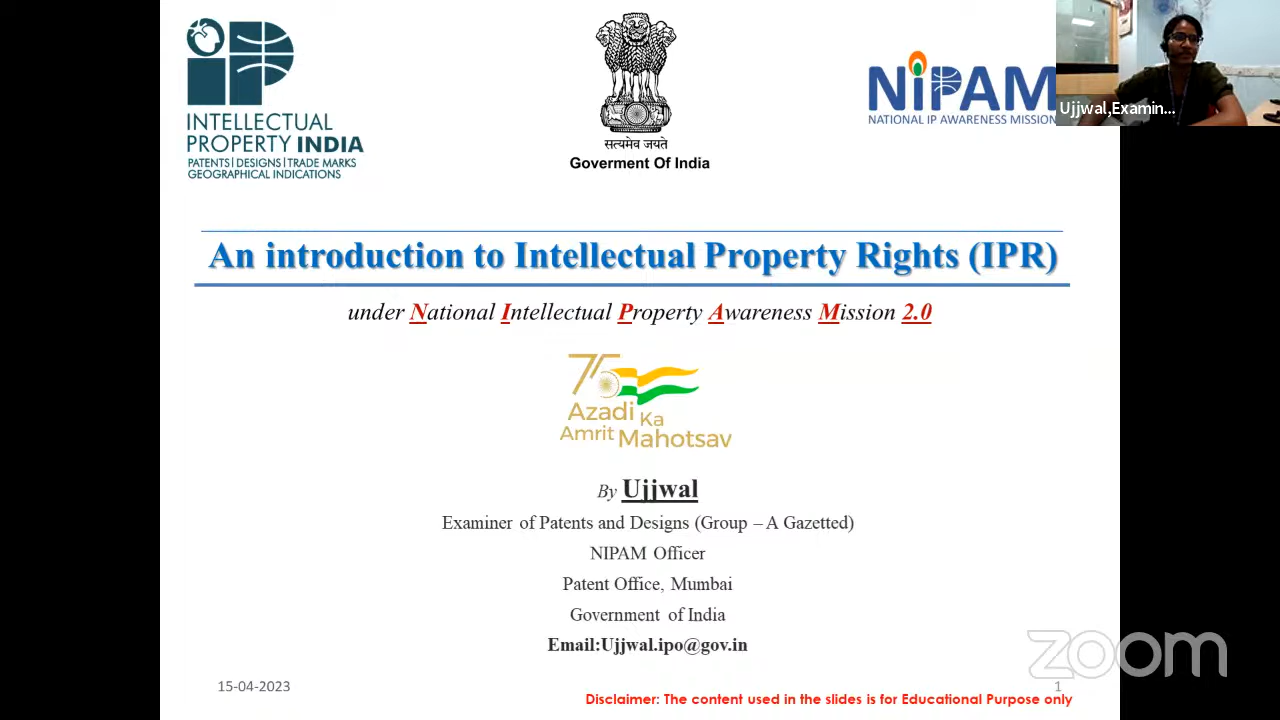 INTELLECTUAL
PROPERTY INDIA
PATENTS | DESIGNS | TRADE MARKS
GEOGRAPHICAL INDICATIONS
सत्यमेव जयते
Goverment Of India
NIPAM
NATIONAL IP AWARENESS MISSION
Ujjwal,Examin...
An introduction to Intellectual Property Rights (IPR)
under National Intellectual Property Awareness Mission 2.0
75
Azadi Ka
Amrit Mahotsav
By Ujjwal
Examiner of Patents and Designs (Group – A Gazetted)
NIPAM Officer
Patent Office, Mumbai
Government of India
Email:Ujjwal.ipo@gov.in
zoom
15-04-2023
1
Disclaimer: The content used in the slides is for Educational Purpose only